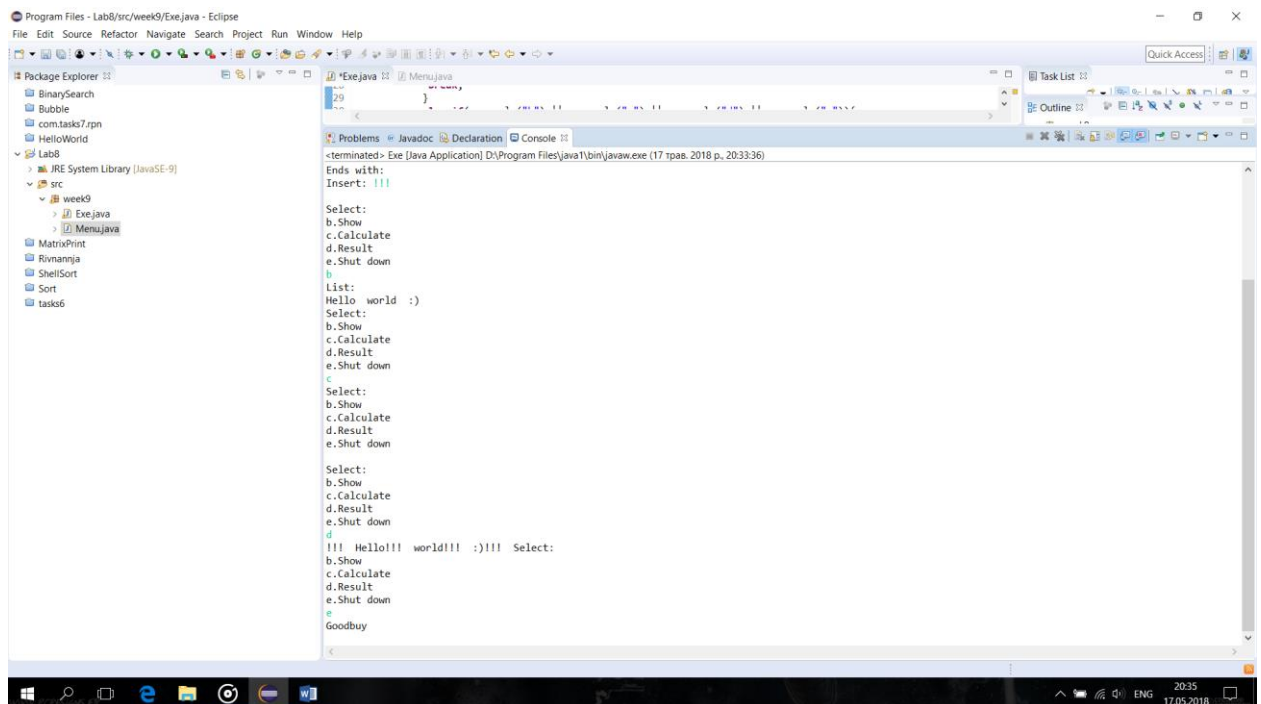 Program Files - Lab8/src/week9/Exe.java - Eclipse
File Edit Source Refactor Navigate Search Project Run Window Help
Quick Access
Package Explorer
BinarySearch
Bubble
com.tasks7.rpn
HelloWorld
Lab8
JRE System Library [JavaSE-9]
src
week9
Exe.java
Menu.java
MatrixPrint
Rivnannja
ShellSort
Sort
tasks6
*Exe.java Menu.java
29 }
Task List
Outline
Problems Javadoc Declaration Console
<terminated> Exe [Java Application] D:\Program Files\java1\bin\javaw.exe (17 трав. 2018 р., 20:33:36)
Ends with:
Insert: !!!
Select:
b.Show
c.Calculate
d.Result
e.Shut down
b
List:
Hello world :)
Select:
b.Show
c.Calculate
d.Result
e.Shut down
c
Select:
b.Show
c.Calculate
d.Result
e.Shut down
Select:
b.Show
c.Calculate
d.Result
e.Shut down
d
!!! Hello!!! world!!! :)!!! Select:
b.Show
c.Calculate
d.Result
e.Shut down
e
Goodbuy
ENG
20:35
17.05.2018